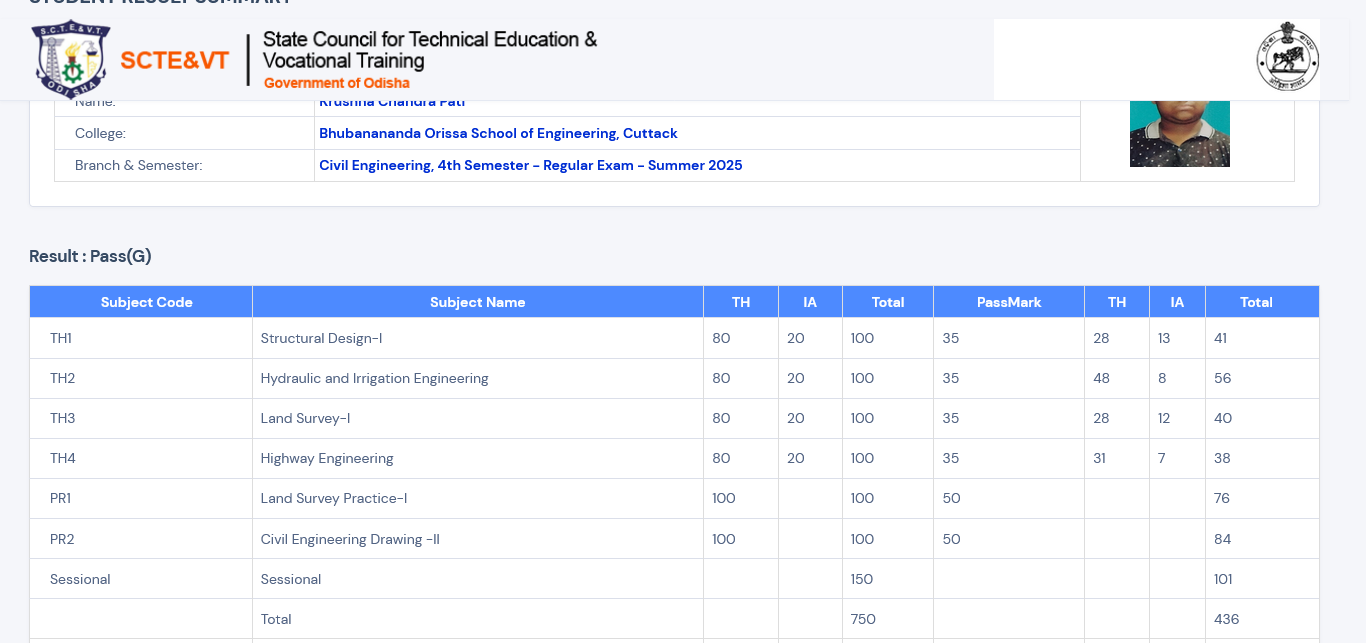 STUDENT RESULT SUMMARY
S.C.T.E.&V.T.
ODISHA
SCTE&VT
State Council for Technical Education &
Vocational Training
Government of Odisha
Name: Krushna Chandra Pati
College: Bhubanananda Orissa School of Engineering, Cuttack
Branch & Semester: Civil Engineering, 4th Semester - Regular Exam - Summer 2025
Result : Pass(G)
Subject Code Subject Name TH IA Total PassMark TH IA Total
TH1 Structural Design-I 80 20 100 35 28 13 41
TH2 Hydraulic and Irrigation Engineering 80 20 100 35 48 8 56
TH3 Land Survey-I 80 20 100 35 28 12 40
TH4 Highway Engineering 80 20 100 35 31 7 38
PR1 Land Survey Practice-I 100 100 50 76
PR2 Civil Engineering Drawing -II 100 100 50 84
Sessional Sessional 150 101
Total 750 436